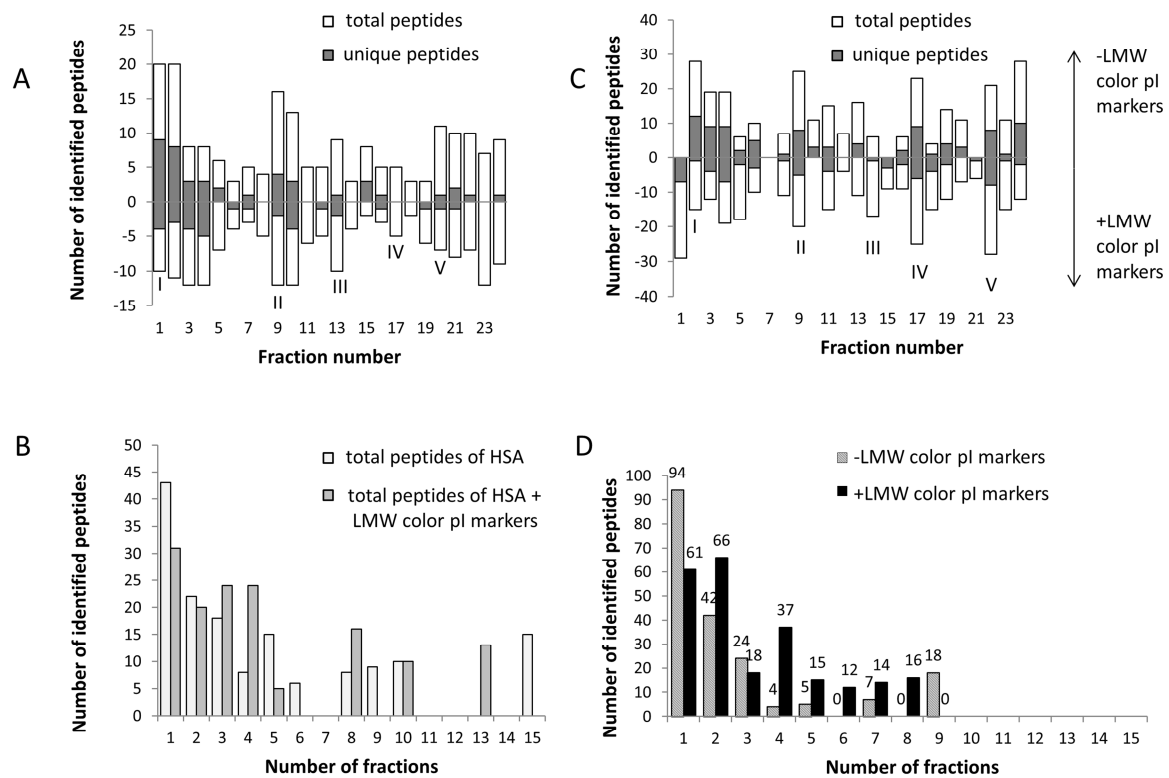 A
Number of identified peptides
25
20
15
10
5
0
-5
-10
-15
total peptides
unique peptides
I
II
III
IV
V
1 3 5 7 9 11 13 15 17 19 21 23
Fraction number
C
Number of identified peptides
40
30
20
10
0
-10
-20
-30
-40
total peptides
unique peptides
I
II
III
IV
V
1 3 5 7 9 11 13 15 17 19 21 23
Fraction number
-LMW
color pI
markers
+LMW
color pI
markers
B
Number of identified peptides
50
45
40
35
30
25
20
15
10
5
0
total peptides of HSA
total peptides of HSA +
LMW color pI markers
1 2 3 4 5 6 7 8 9 10 11 12 13 14 15
Number of fractions
D
Number of identified peptides
100
90
80
70
60
50
40
30
20
10
0
-LMW color pI markers
+LMW color pI markers
94 61 42 66 24 18 4 37 5 15 0 12 7 14 0 16 18 0
1 2 3 4 5 6 7 8 9 10 11 12 13 14 15
Number of fractions